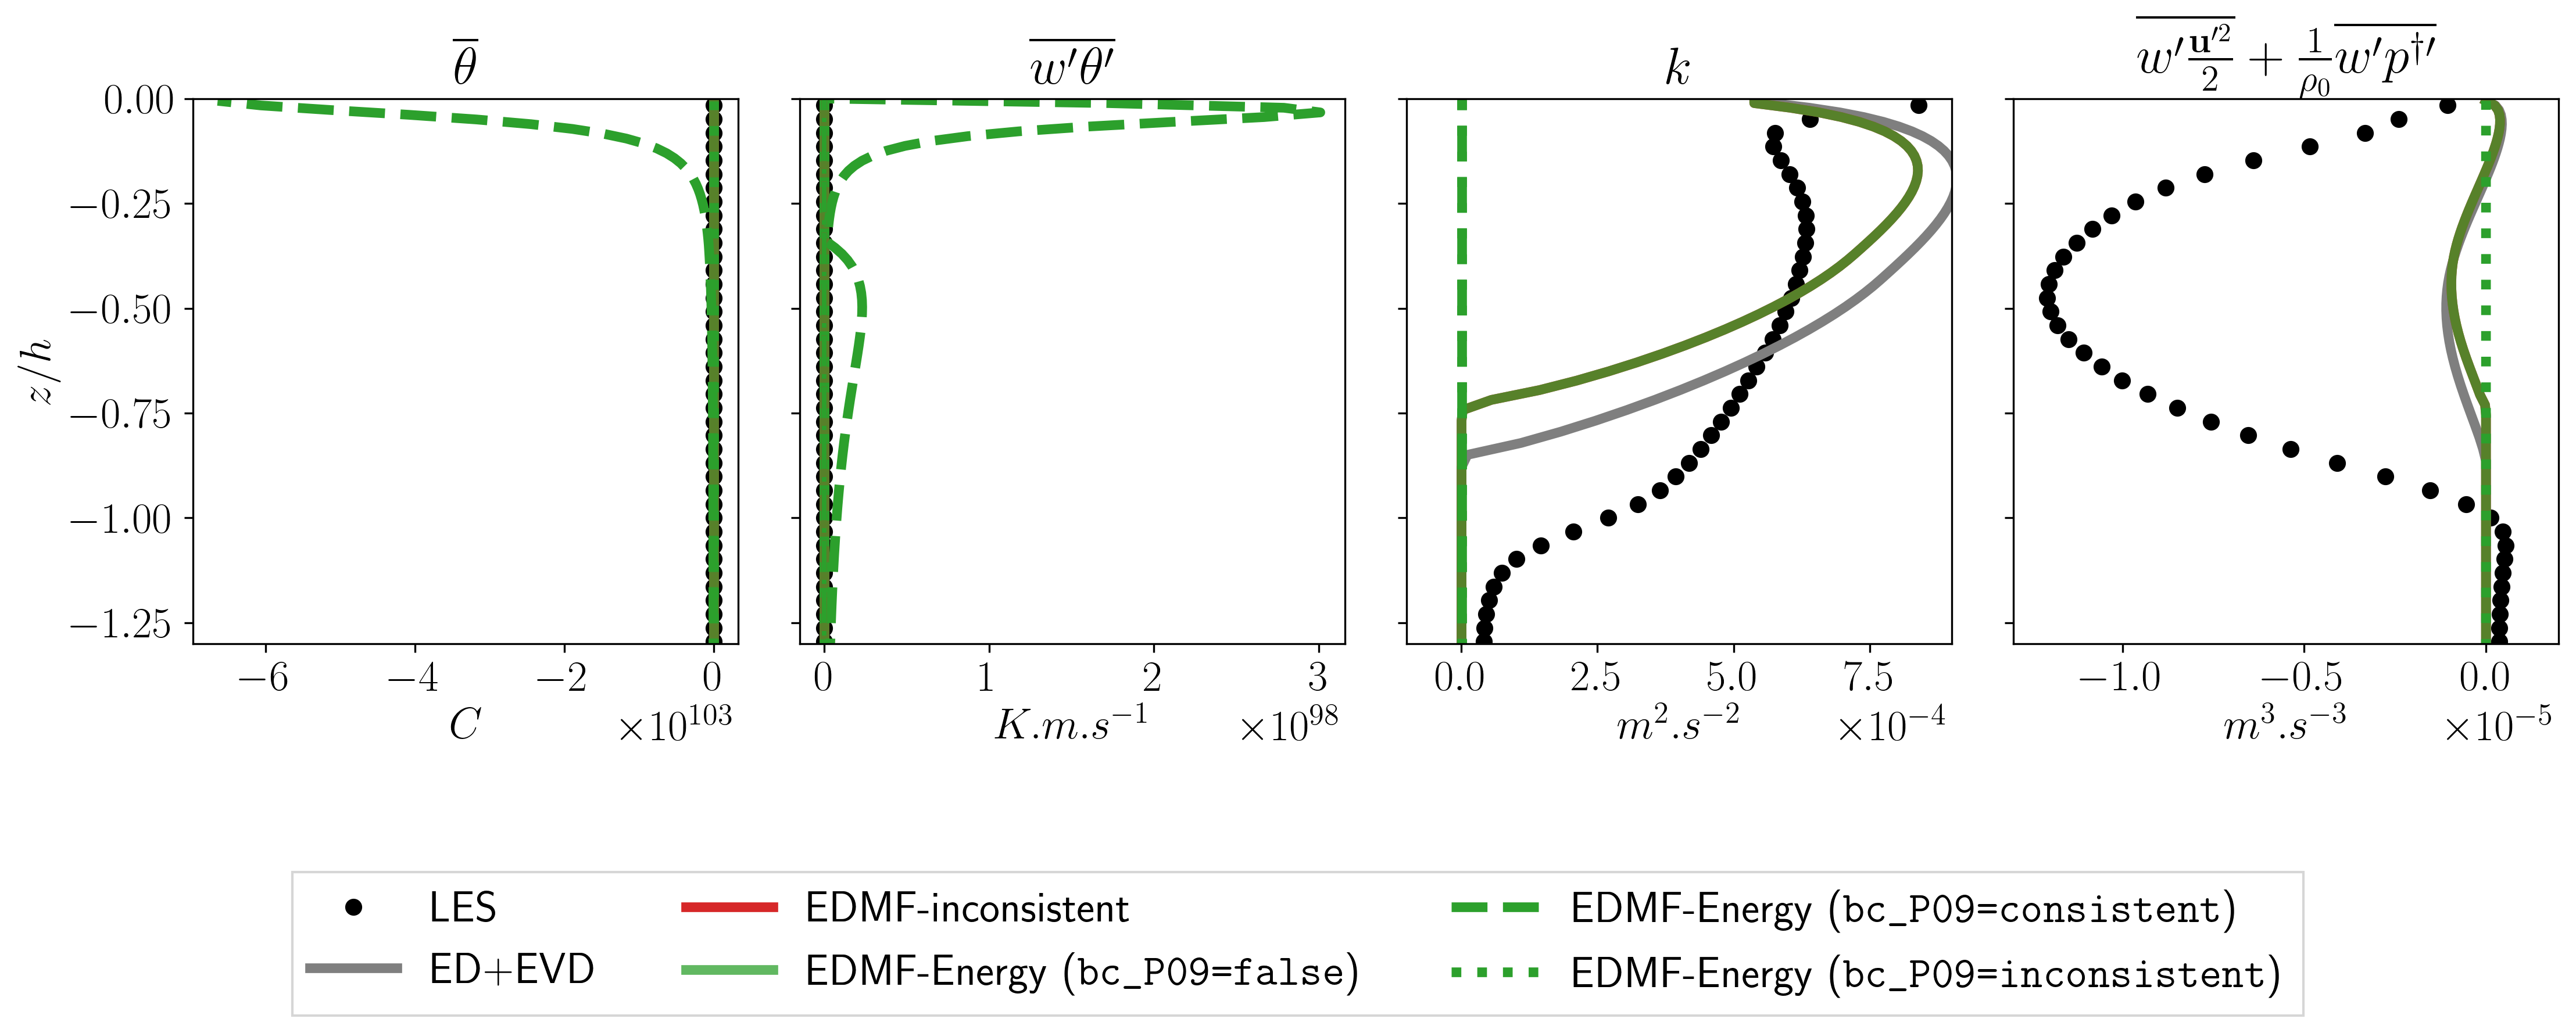 θ̅
w′θ′
k
w′ u′²/2 + 1/ρ₀ w′p†′
z/h
0.00
−0.25
−0.50
−0.75
−1.00
−1.25
−6 −4 −2 0
C ×10¹⁰³
0 1 2 3
K.m.s⁻¹ ×10⁹⁸
0.0 2.5 5.0 7.5
m².s⁻² ×10⁻⁴
−1.0 −0.5 0.0
m³.s⁻³ ×10⁻⁵
LES
ED+EVD
EDMF-inconsistent
EDMF-Energy (bc_P09=false)
EDMF-Energy (bc_P09=consistent)
EDMF-Energy (bc_P09=inconsistent)